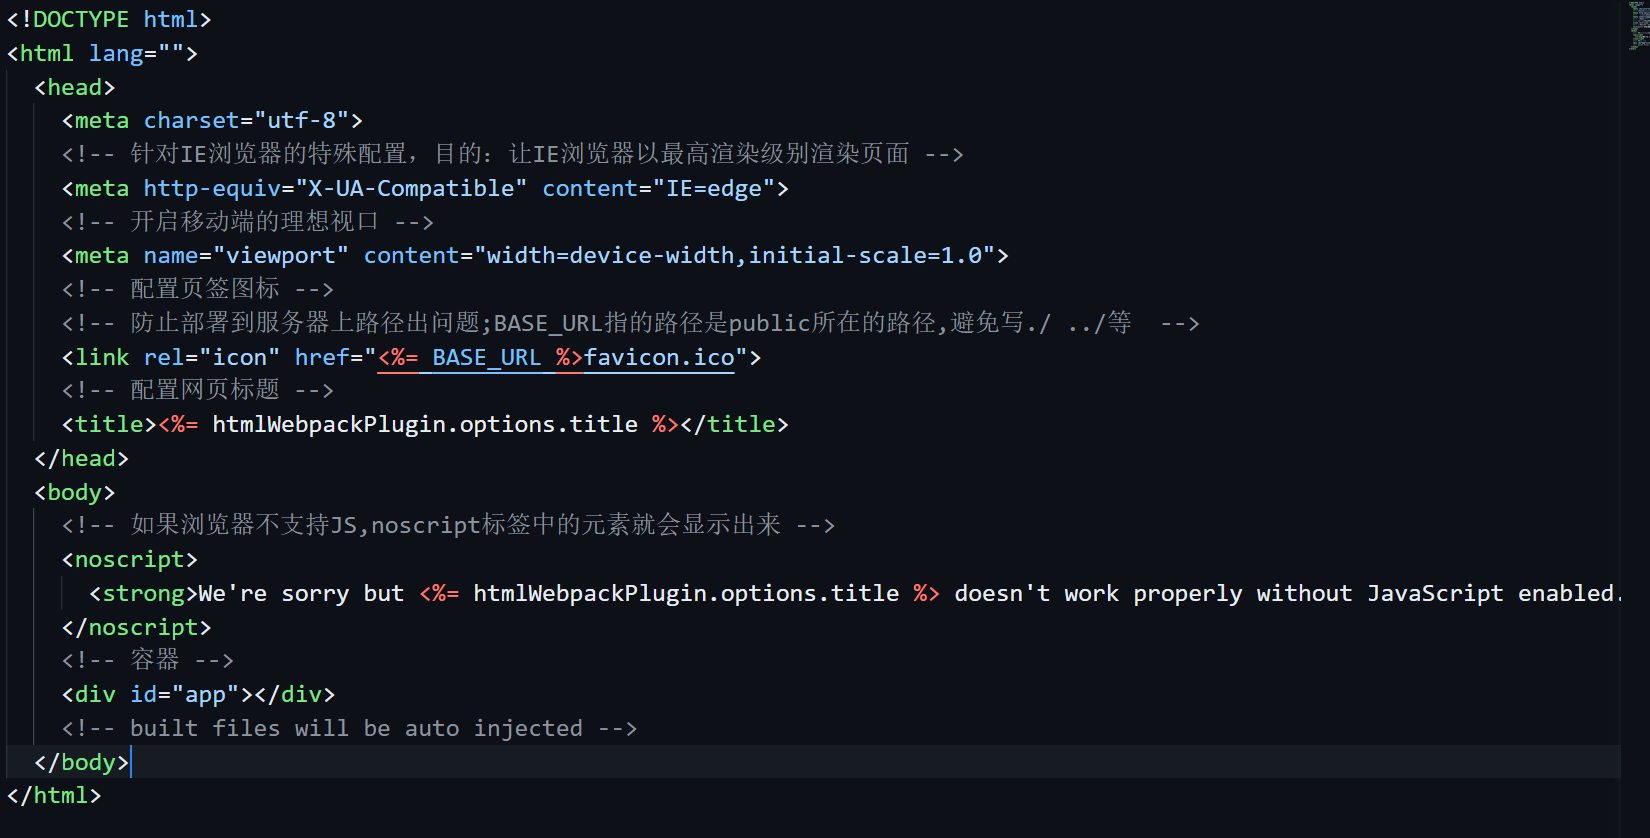 <!DOCTYPE html>
<html lang="">
  <head>
    <meta charset="utf-8">
    <!-- 针对IE浏览器的特殊配置，目的：让IE浏览器以最高渲染级别渲染页面 -->
    <meta http-equiv="X-UA-Compatible" content="IE=edge">
    <!-- 开启移动端的理想视口 -->
    <meta name="viewport" content="width=device-width,initial-scale=1.0">
    <!-- 配置页签图标 -->
    <!-- 防止部署到服务器上路径出问题;BASE_URL指的路径是public所在的路径,避免写./ ../等  -->
    <link rel="icon" href="<%= BASE_URL %>favicon.ico">
    <!-- 配置网页标题 -->
    <title><%= htmlWebpackPlugin.options.title %></title>
  </head>
  <body>
    <!-- 如果浏览器不支持JS,noscript标签中的元素就会显示出来 -->
    <noscript>
      <strong>We're sorry but <%= htmlWebpackPlugin.options.title %> doesn't work properly without JavaScript enabled.
    </noscript>
    <!-- 容器 -->
    <div id="app"></div>
    <!-- built files will be auto injected -->
  </body>
</html>